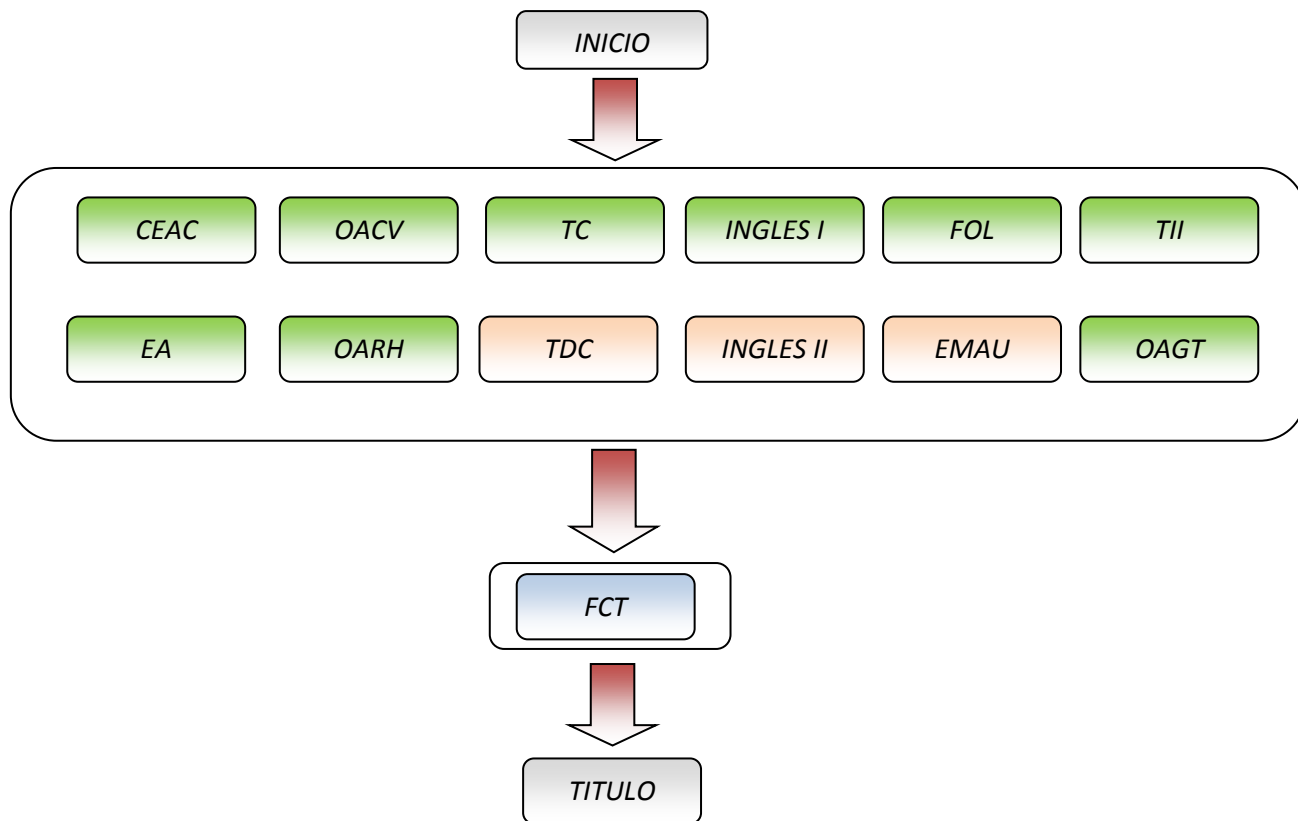 INICIO
CEAC OACV TC INGLES I FOL TII
EA OARH TDC INGLES II EMAU OAGT
FCT
TITULO